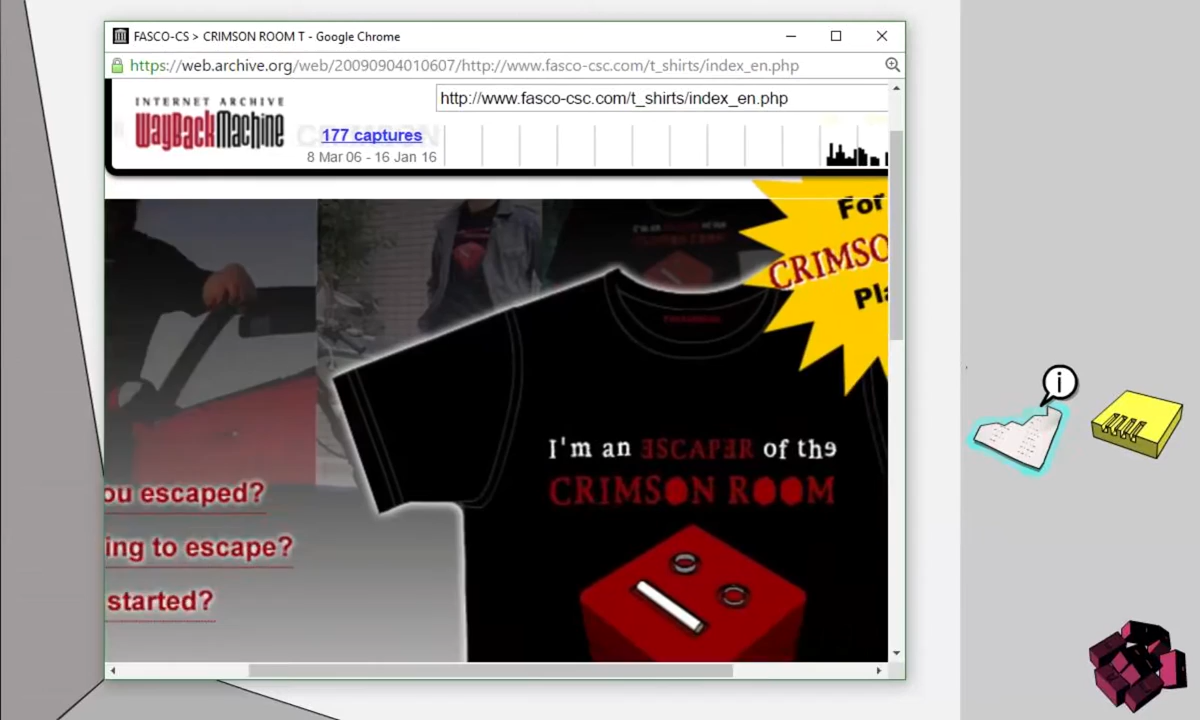 FASCO-CS > CRIMSON ROOM T - Google Chrome
https://web.archive.org/web/20090904010607/http://www.fasco-csc.com/t_shirts/index_en.php
INTERNET ARCHIVE
WayBackMachine
http://www.fasco-csc.com/t_shirts/index_en.php
177 captures
8 Mar 06 - 16 Jan 16
For
CRIMSO
Pla
I'm an ESCAPER of the
CRIMSON ROOM
ou escaped?
ing to escape?
started?
i